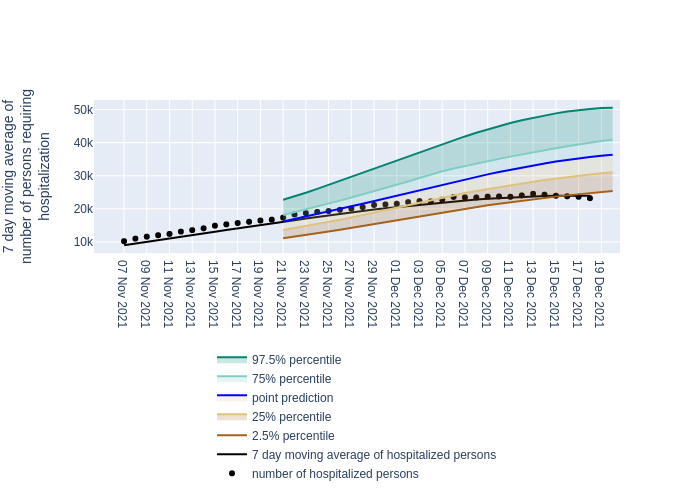 7 day moving average of
number of persons requiring
hospitalization
50k
40k
30k
20k
10k
07 Nov 2021
09 Nov 2021
11 Nov 2021
13 Nov 2021
15 Nov 2021
17 Nov 2021
19 Nov 2021
21 Nov 2021
23 Nov 2021
25 Nov 2021
27 Nov 2021
29 Nov 2021
01 Dec 2021
03 Dec 2021
05 Dec 2021
07 Dec 2021
09 Dec 2021
11 Dec 2021
13 Dec 2021
15 Dec 2021
17 Dec 2021
19 Dec 2021
97.5% percentile
75% percentile
point prediction
25% percentile
2.5% percentile
7 day moving average of hospitalized persons
number of hospitalized persons